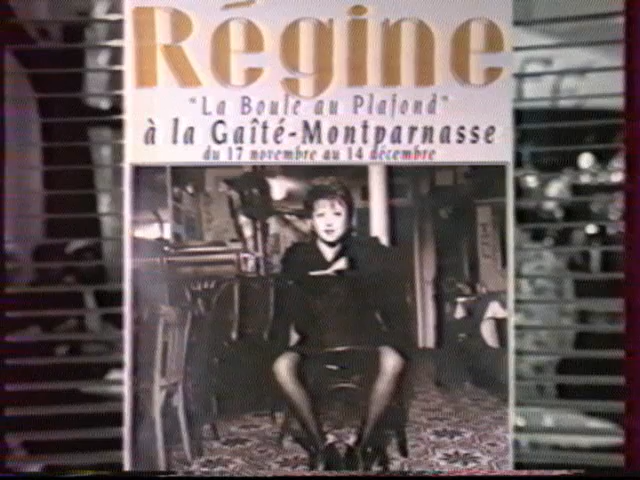 Régine
"La Boule au Plafond"
à la Gaîté-Montparnasse
du 17 novembre au 14 décembre